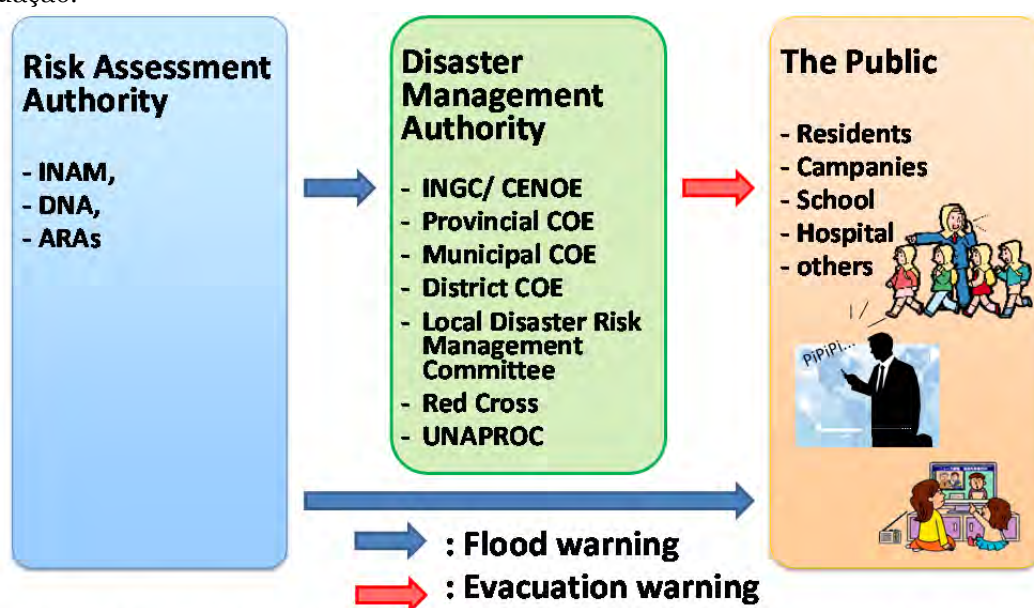 Risk Assessment
Authority
- INAM,
- DNA,
- ARAs
Disaster
Management
Authority
- INGC/ CENOE
- Provincial COE
- Municipal COE
- District COE
- Local Disaster Risk
Management
Committee
- Red Cross
- UNAPROC
The Public
- Residents
- Campanies
- School
- Hospital
- others
PiPiPi...
: Flood warning
: Evacuation warning